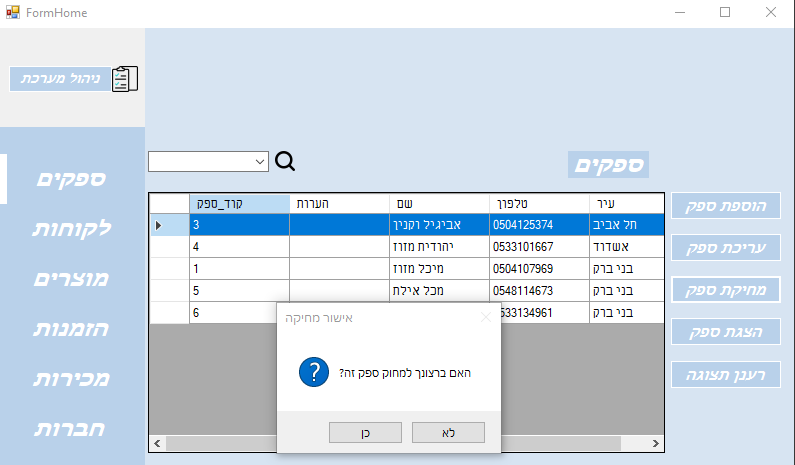 FormHome
ניהול מערכת
ספקים
לקוחות
מוצרים
הזמנות
מכירות
חברות
ספקים
קוד_ספק הערות שם טלפון עיר
3 אביגיל וקנין 0504125374 תל אביב
4 יהודית מזוז 0533101667 אשדוד
1 מיכל מזוז 0504107969 בני ברק
5 מכל אילת 0548114673 בני ברק
6 0533134961 בני ברק
הוספת ספק
עריכת ספק
מחיקת ספק
הצגת ספק
רענן תצוגה
אישור מחיקה
האם ברצונך למחוק ספק זה?
כן
לא